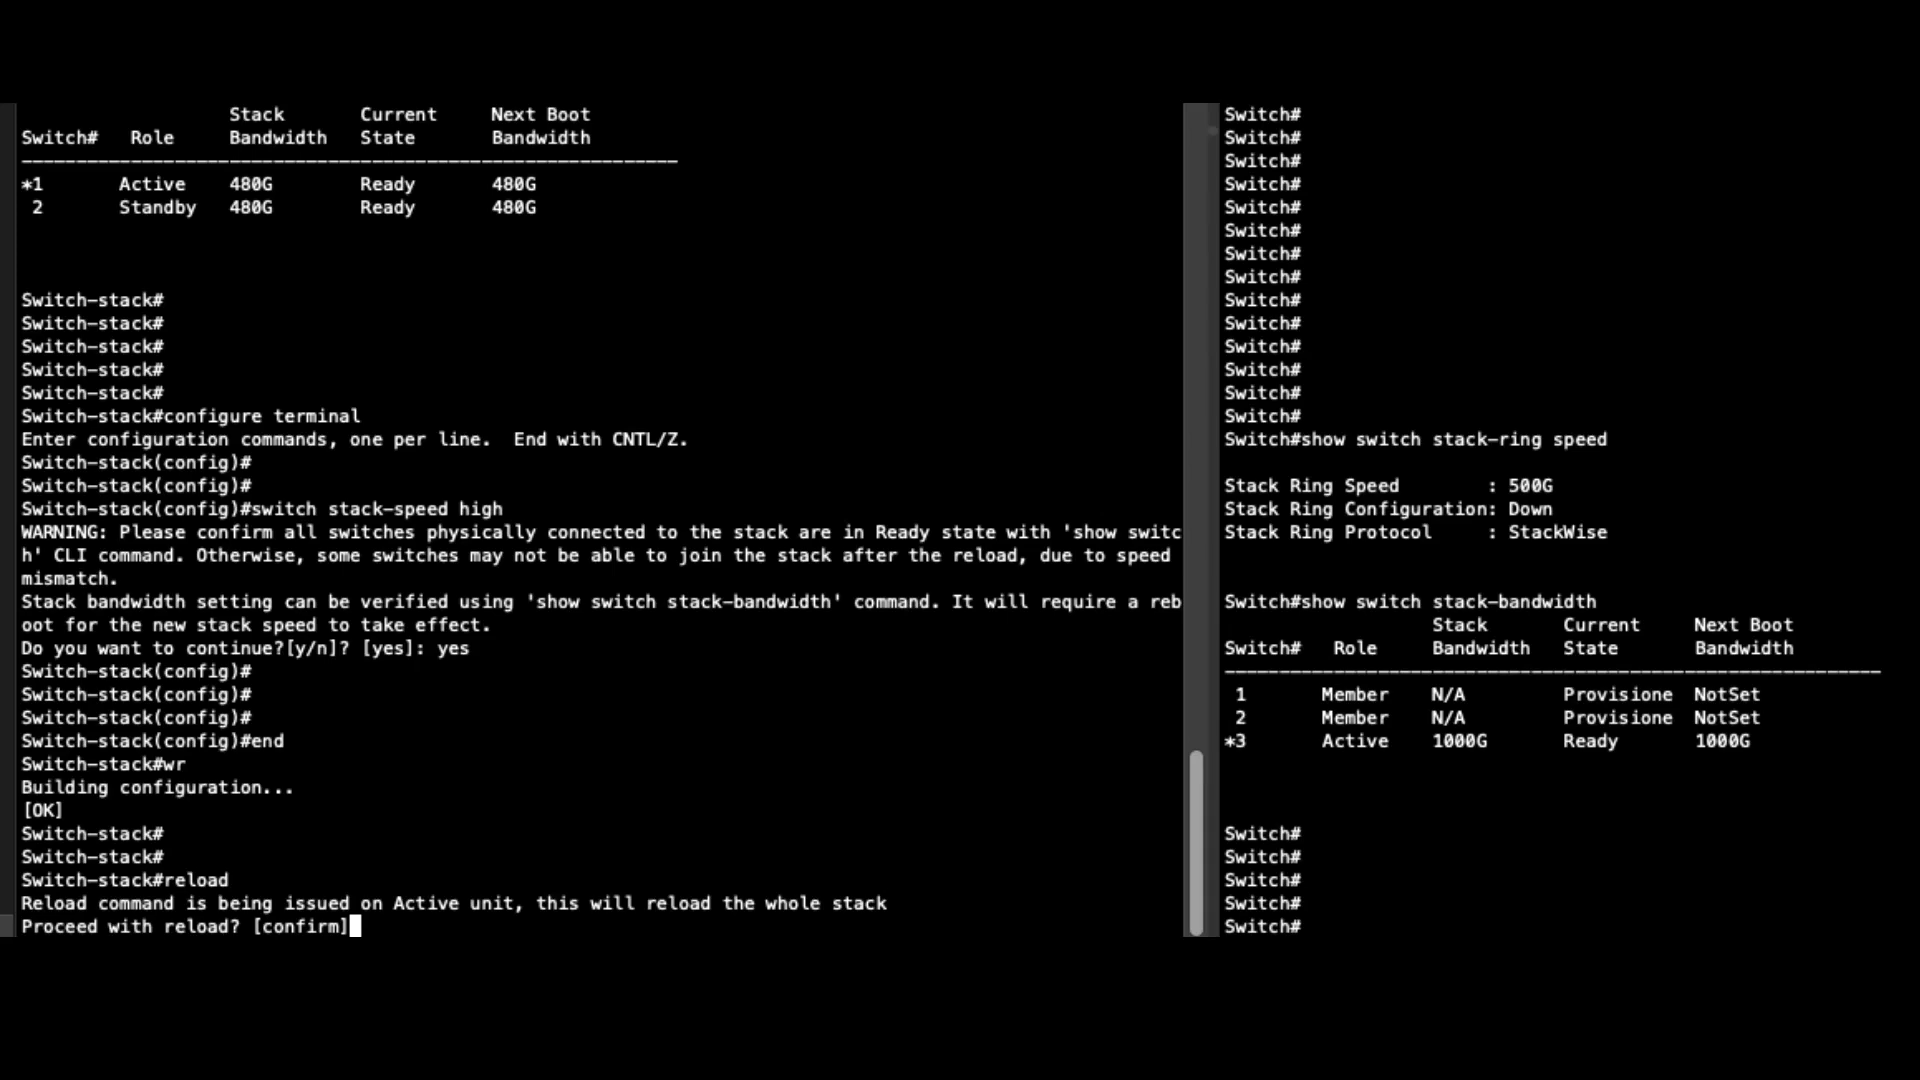 Stack Current Next Boot
Switch# Role Bandwidth State Bandwidth
*1 Active 480G Ready 480G
2 Standby 480G Ready 480G
Switch-stack#
Switch-stack#
Switch-stack#
Switch-stack#
Switch-stack#
Switch-stack#configure terminal
Enter configuration commands, one per line. End with CNTL/Z.
Switch-stack(config)#
Switch-stack(config)#
Switch-stack(config)#switch stack-speed high
WARNING: Please confirm all switches physically connected to the stack are in Ready state with 'show switc
h' CLI command. Otherwise, some switches may not be able to join the stack after the reload, due to speed
mismatch.
Stack bandwidth setting can be verified using 'show switch stack-bandwidth' command. It will require a reb
oot for the new stack speed to take effect.
Do you want to continue?[y/n]? [yes]: yes
Switch-stack(config)#
Switch-stack(config)#
Switch-stack(config)#
Switch-stack(config)#end
Switch-stack#wr
Building configuration...
[OK]
Switch-stack#
Switch-stack#
Switch-stack#reload
Reload command is being issued on Active unit, this will reload the whole stack
Proceed with reload? [confirm]
Switch#
Switch#
Switch#
Switch#
Switch#
Switch#
Switch#
Switch#
Switch#
Switch#
Switch#
Switch#
Switch#
Switch#
Switch#show switch stack-ring speed
Stack Ring Speed : 500G
Stack Ring Configuration: Down
Stack Ring Protocol : StackWise
Switch#show switch stack-bandwidth
Stack Current Next Boot
Switch# Role Bandwidth State Bandwidth
1 Member N/A Provisione NotSet
2 Member N/A Provisione NotSet
*3 Active 1000G Ready 1000G
Switch#
Switch#
Switch#
Switch#
Switch#